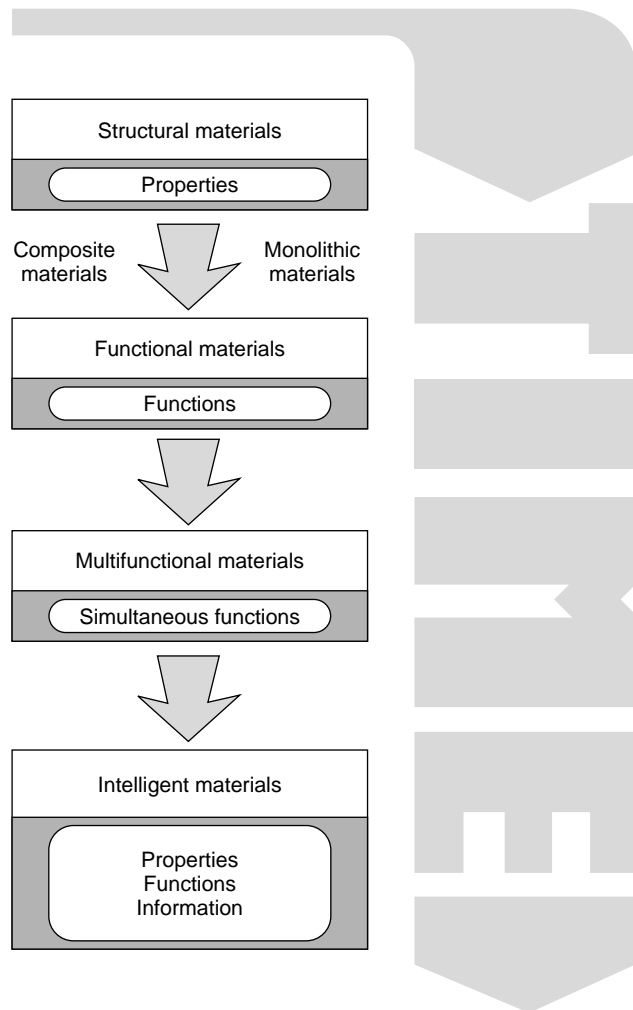 Structural materials
Properties
Composite
materials
Monolithic
materials
Functional materials
Functions
Multifunctional materials
Simultaneous functions
Intelligent materials
Properties
Functions
Information
TIME